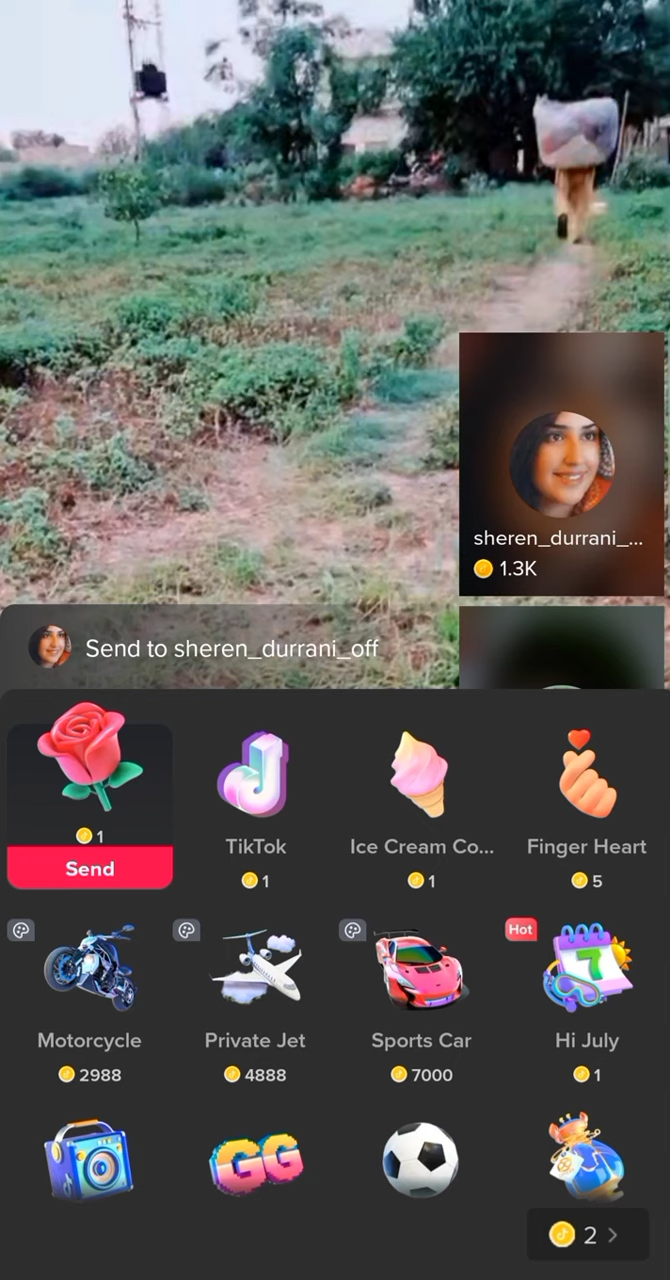 sheren_durrani_...
1.3K
Send to sheren_durrani_off
1
Send
TikTok
1
Ice Cream Co...
1
Finger Heart
5
Motorcycle
2988
Private Jet
4888
Sports Car
7000
Hot
7
Hi July
1
GG
2